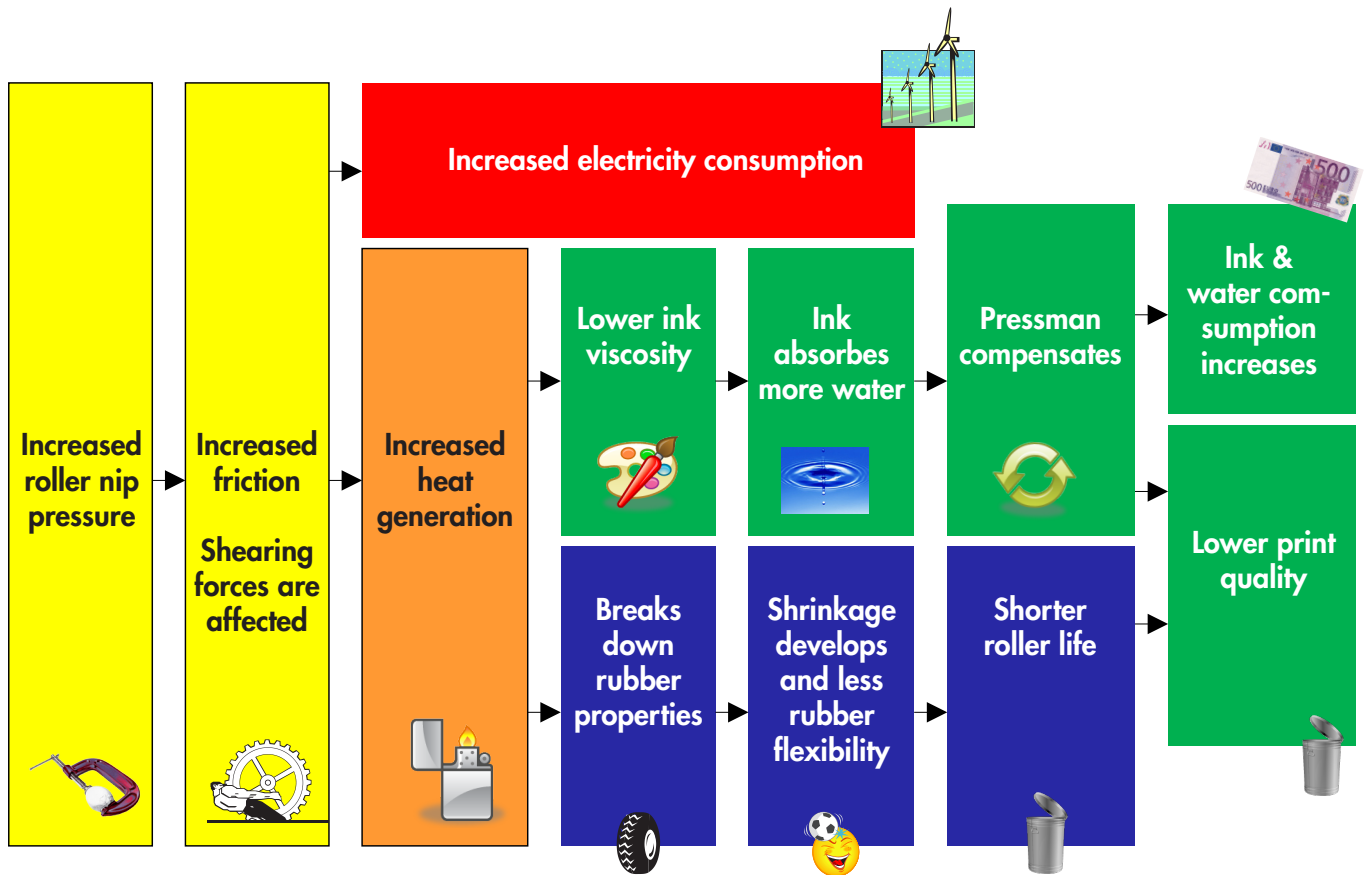 Increased
roller nip
pressure
Increased
friction
Shearing
forces are
affected
Increased electricity consumption
Increased
heat
generation
Lower ink
viscosity
Ink
absorbes
more water
Pressman
compensates
Ink &
water com-
sumption
increases
500
500 EURO
Lower print
quality
Breaks
down
rubber
properties
Shrinkage
develops
and less
rubber
flexibility
Shorter
roller life